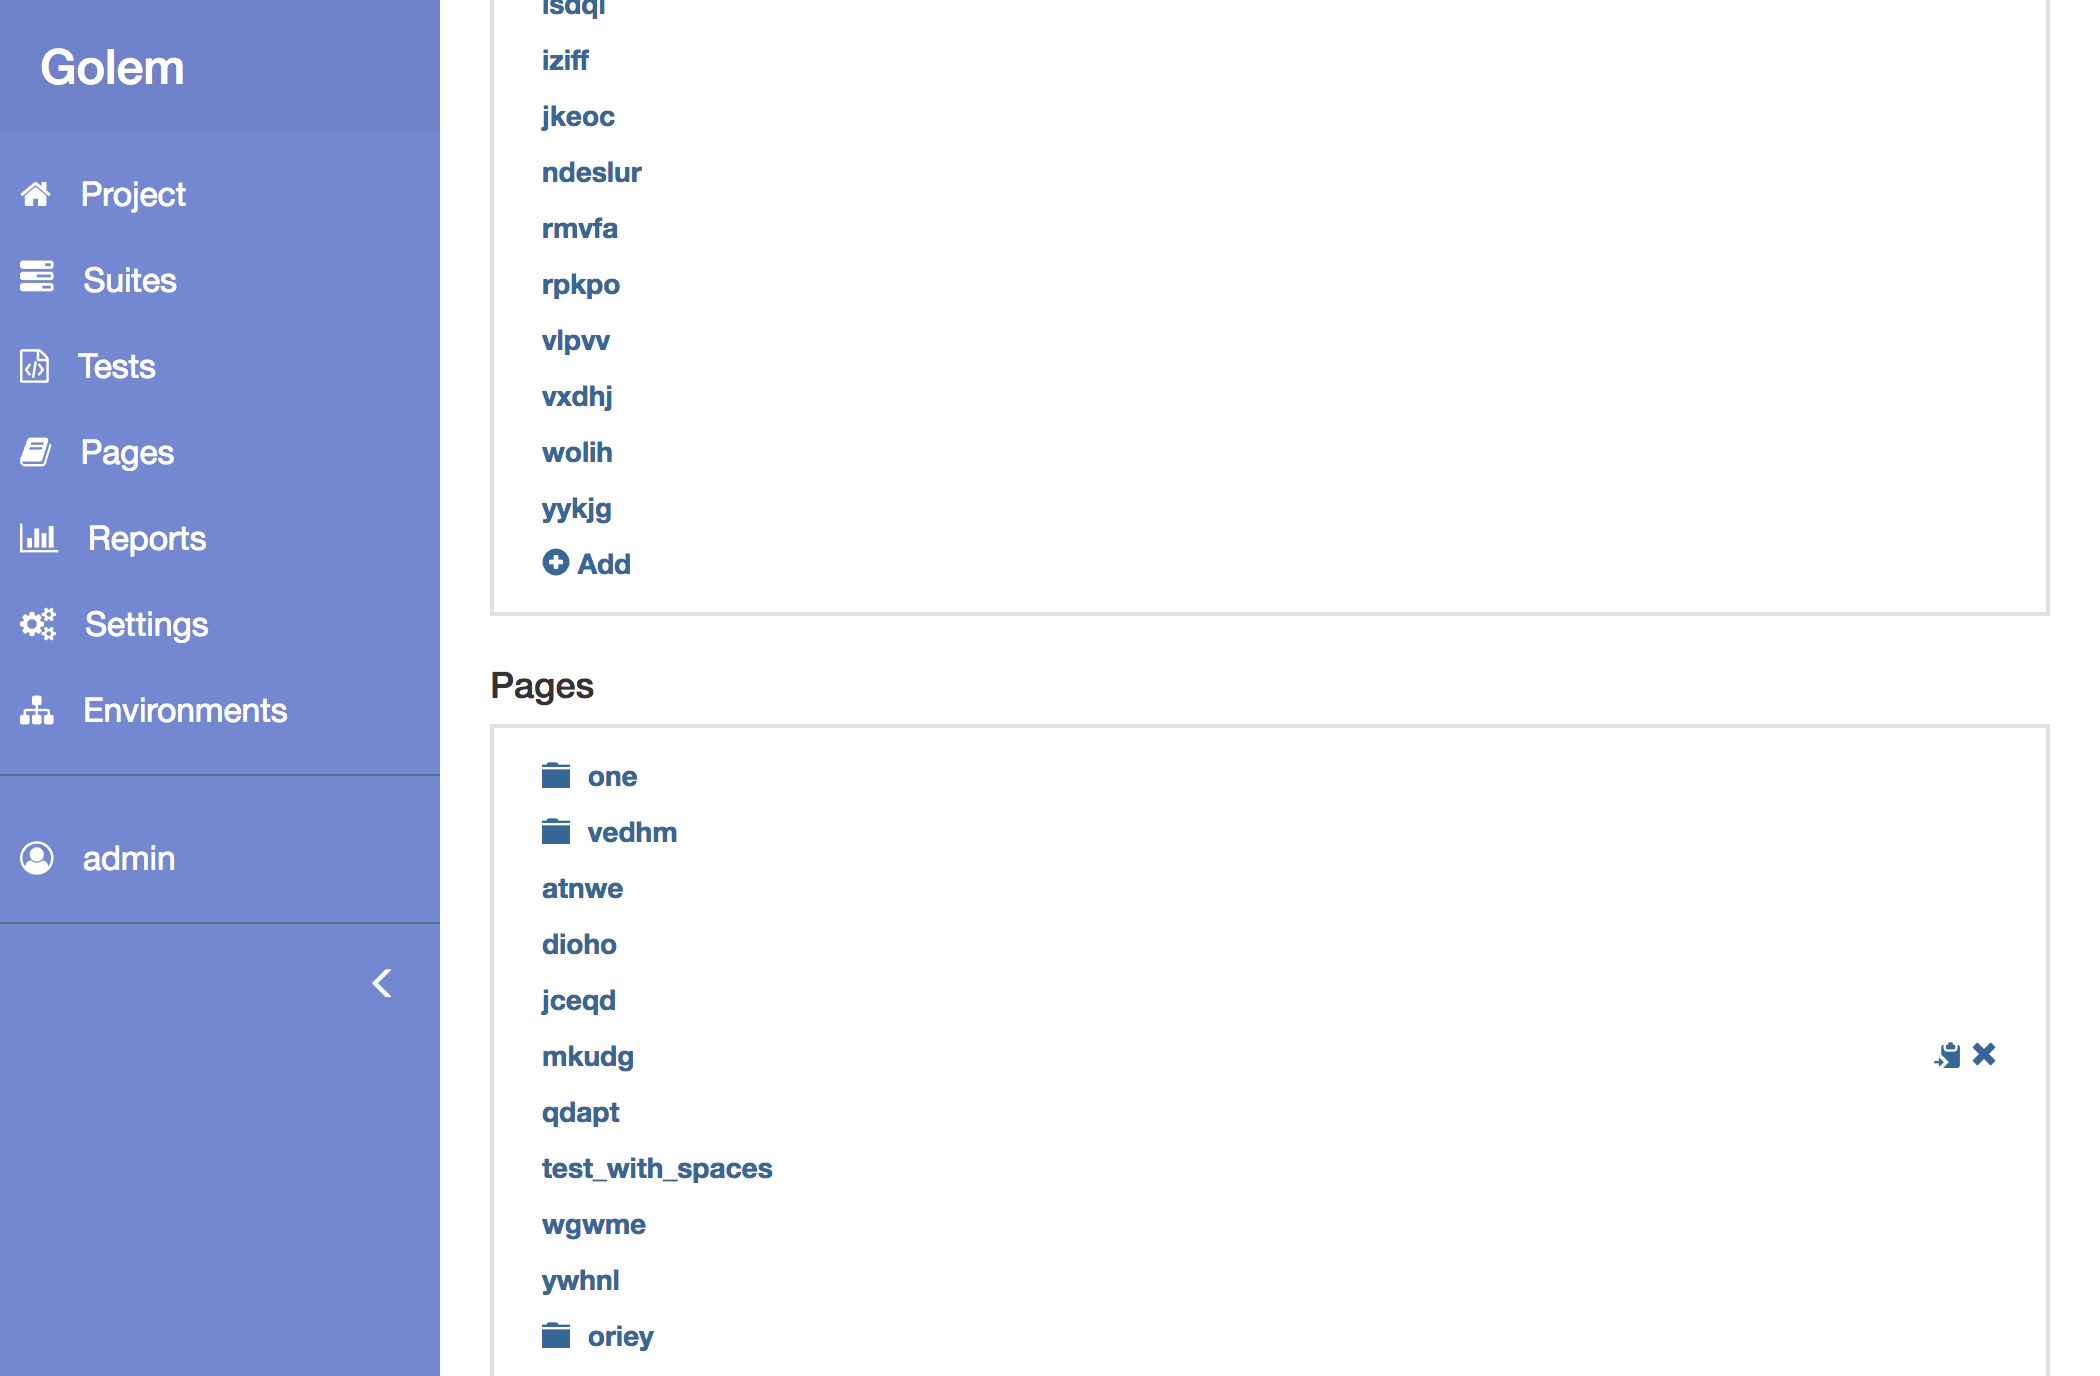 Golem
Project
Suites
Tests
Pages
Reports
Settings
Environments
admin
iziff
jkeoc
ndeslur
rmvfa
rpkpo
vlpvv
vxdhj
wolih
yykjg
Add
Pages
one
vedhm
atnwe
dioho
jceqd
mkudg
qdapt
test_with_spaces
wgwme
ywhnl
oriey